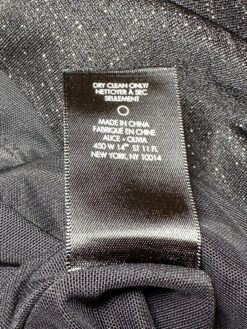 DRY CLEAN ONLY/
NETTOYER À SEC
SEULEMENT
MADE IN CHINA
FABRIQUÉ EN CHINE
ALICE + OLIVIA
450 W 14TH ST 11 FL
NEW YORK, NY 10014